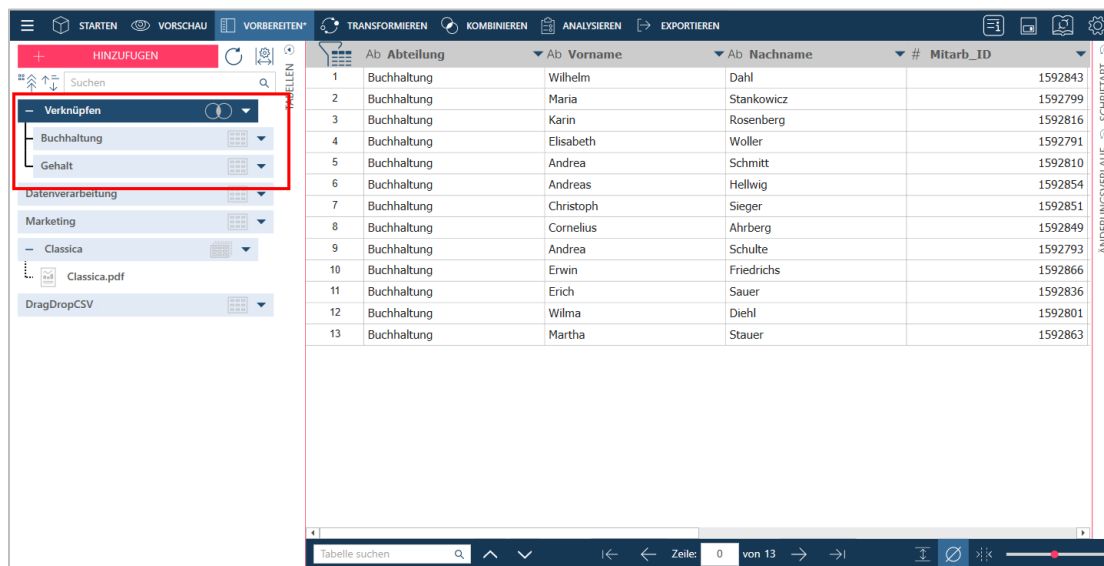 STARTEN VORSCHAU VORBEREITEN* TRANSFORMIEREN KOMBINIEREN ANALYSIEREN EXPORTIEREN
+ HINZUFÜGEN
Suchen
TABELLEN
− Verknüpfen
Buchhaltung
Gehalt
Datenverarbeitung
Marketing
− Classica
Classica.pdf
DragDropCSV
Ab Abteilung Ab Vorname Ab Nachname # Mitarb_ID
1 Buchhaltung Wilhelm Dahl 1592843
2 Buchhaltung Maria Stankowicz 1592799
3 Buchhaltung Karin Rosenberg 1592816
4 Buchhaltung Elisabeth Woller 1592791
5 Buchhaltung Andrea Schmitt 1592810
6 Buchhaltung Andreas Hellwig 1592854
7 Buchhaltung Christoph Sieger 1592851
8 Buchhaltung Cornelius Ahrberg 1592849
9 Buchhaltung Andrea Schulte 1592793
10 Buchhaltung Erwin Friedrichs 1592866
11 Buchhaltung Erich Sauer 1592836
12 Buchhaltung Wilma Diehl 1592801
13 Buchhaltung Martha Stauer 1592863
SCHRIFTART
ÄNDERUNGSVERLAUF
Tabelle suchen Zeile: 0 von 13